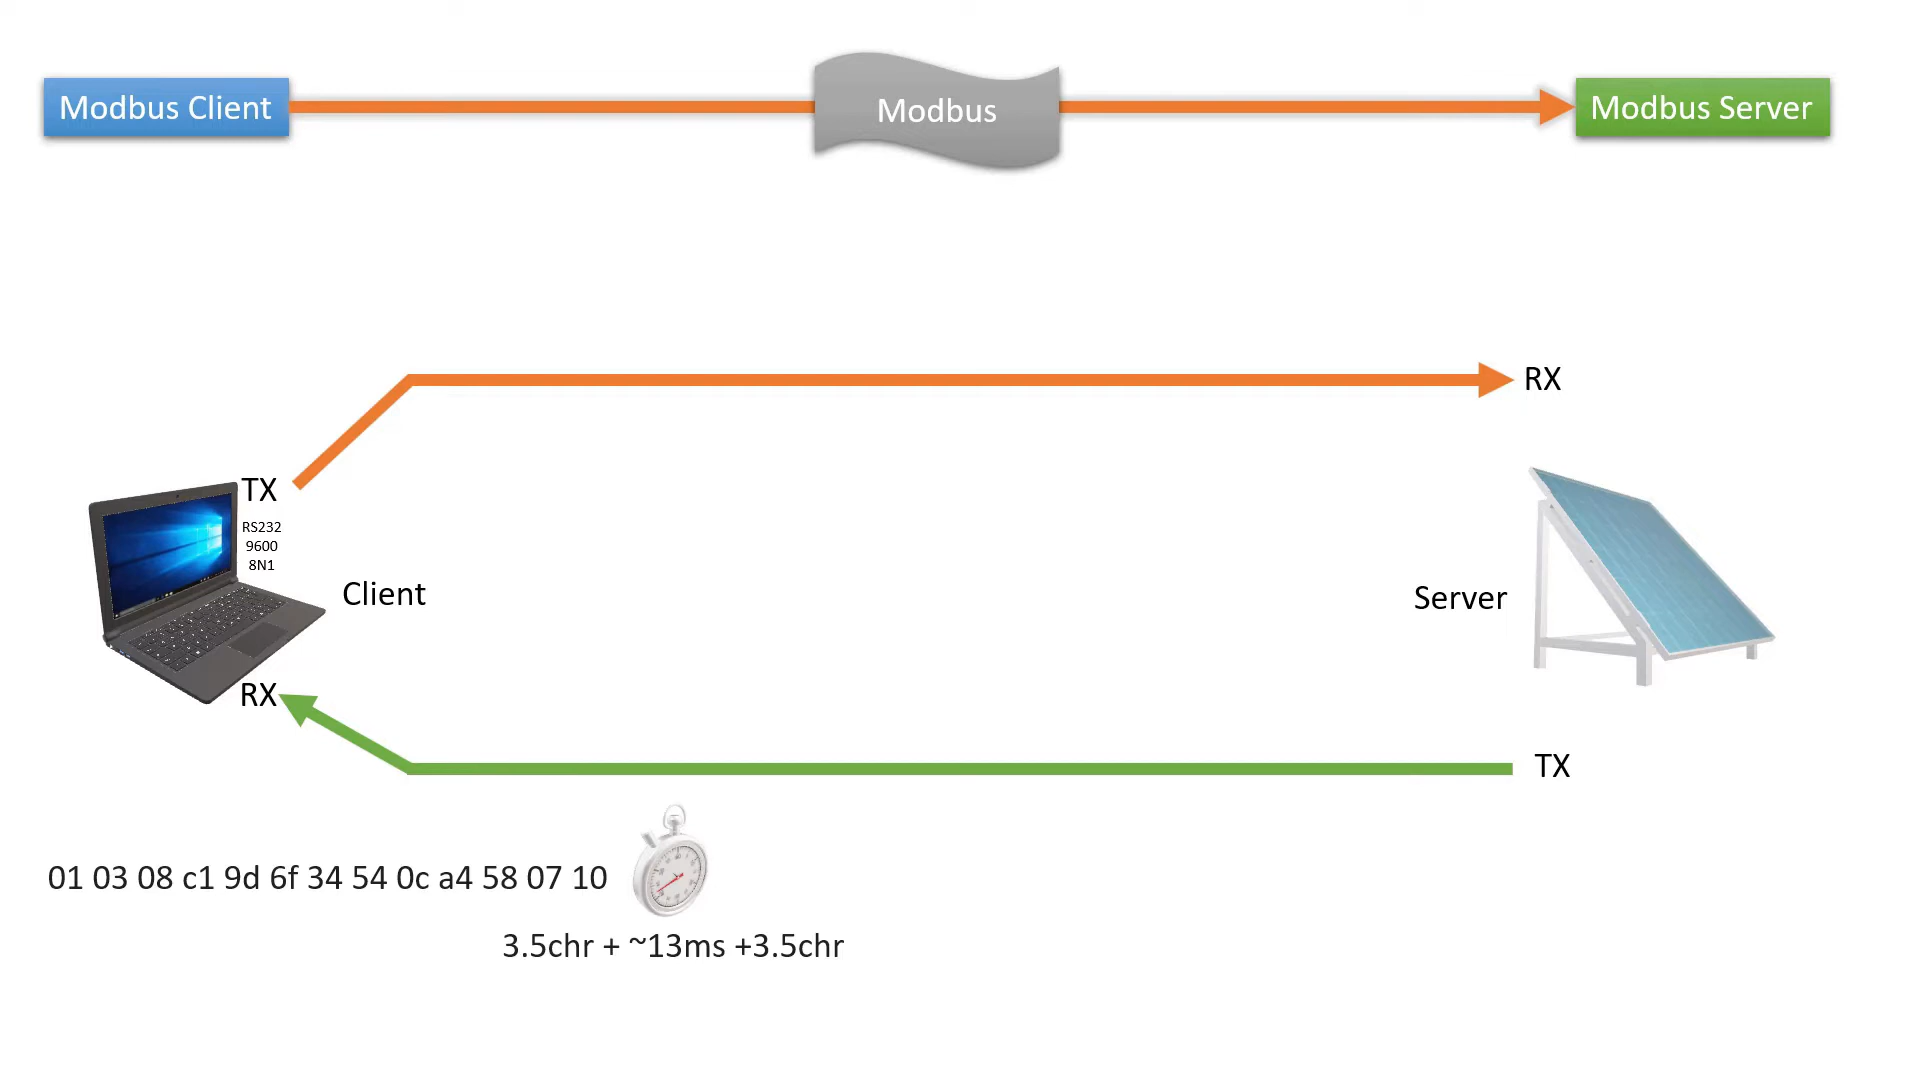 Modbus Client
Modbus
Modbus Server
RX
TX
RS232
9600
8N1
Client
Server
RX
TX
01 03 08 c1 9d 6f 34 54 0c a4 58 07 10
3.5chr + ~13ms +3.5chr